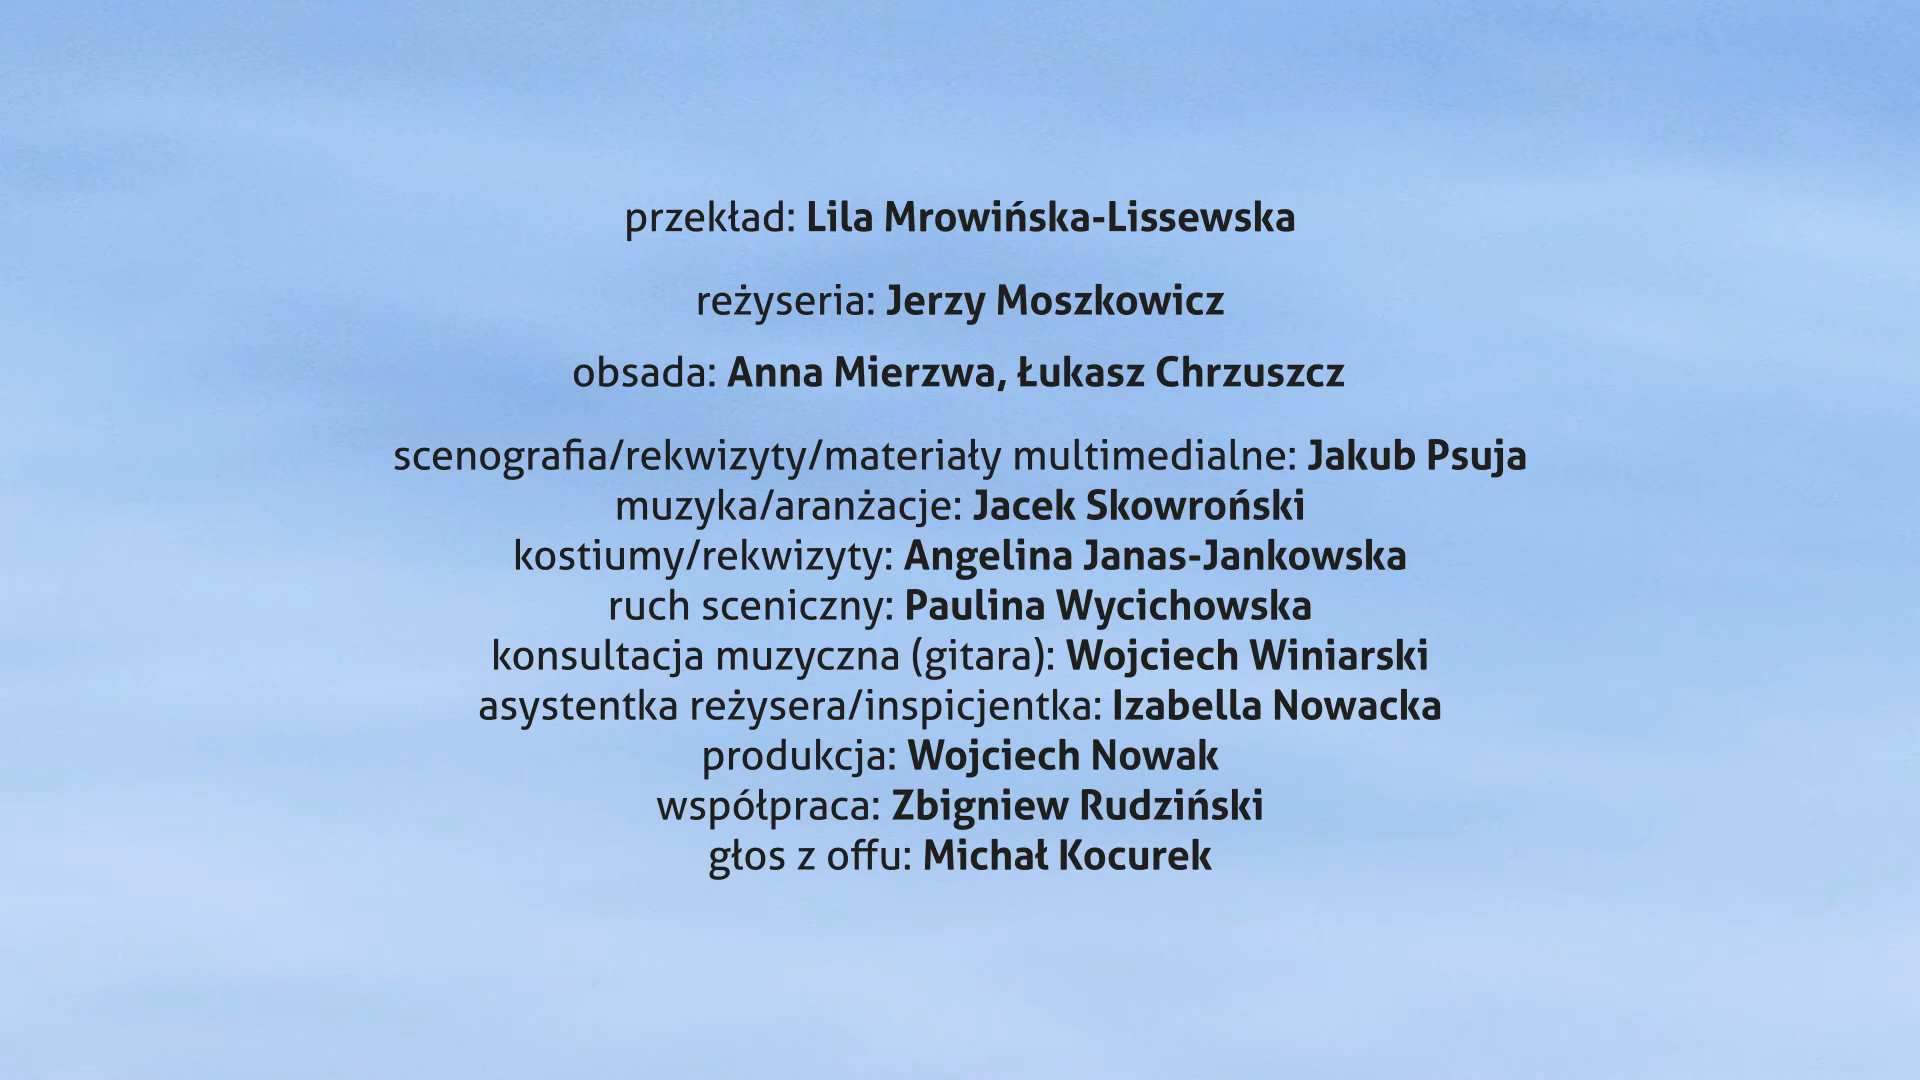 przekład: Lila Mrowińska-Lissewska
reżyseria: Jerzy Moszkowicz
obsada: Anna Mierzwa, Łukasz Chrzuszcz
scenografia/rekwizyty/materiały multimedialne: Jakub Psuja
muzyka/aranżacje: Jacek Skowroński
kostiumy/rekwizyty: Angelina Janas-Jankowska
ruch sceniczny: Paulina Wycichowska
konsultacja muzyczna (gitara): Wojciech Winiarski
asystentka reżysera/inspicjentka: Izabella Nowacka
produkcja: Wojciech Nowak
współpraca: Zbigniew Rudziński
głos z offu: Michał Kocurek